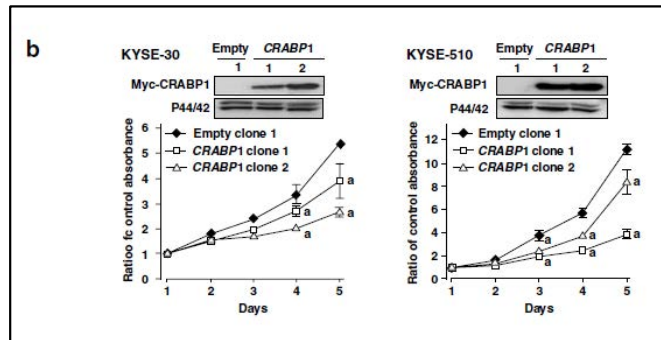 b
KYSE-30
Empty CRABP1
1 1 2
Myc-CRABP1
P44/42
Empty clone 1
CRABP1 clone 1
CRABP1 clone 2
Ratioo fc control absorbance
6
5
4
3
2
1
0
a
a
a
a
1 2 3 4 5
Days
KYSE-510
Empty CRABP1
1 1 2
Myc-CRABP1
P44/42
Empty clone 1
CRABP1 clone 1
CRABP1 clone 2
Ratio of control absorbance
12
10
8
6
4
2
0
a
a
a
a
a
a
1 2 3 4 5
Days